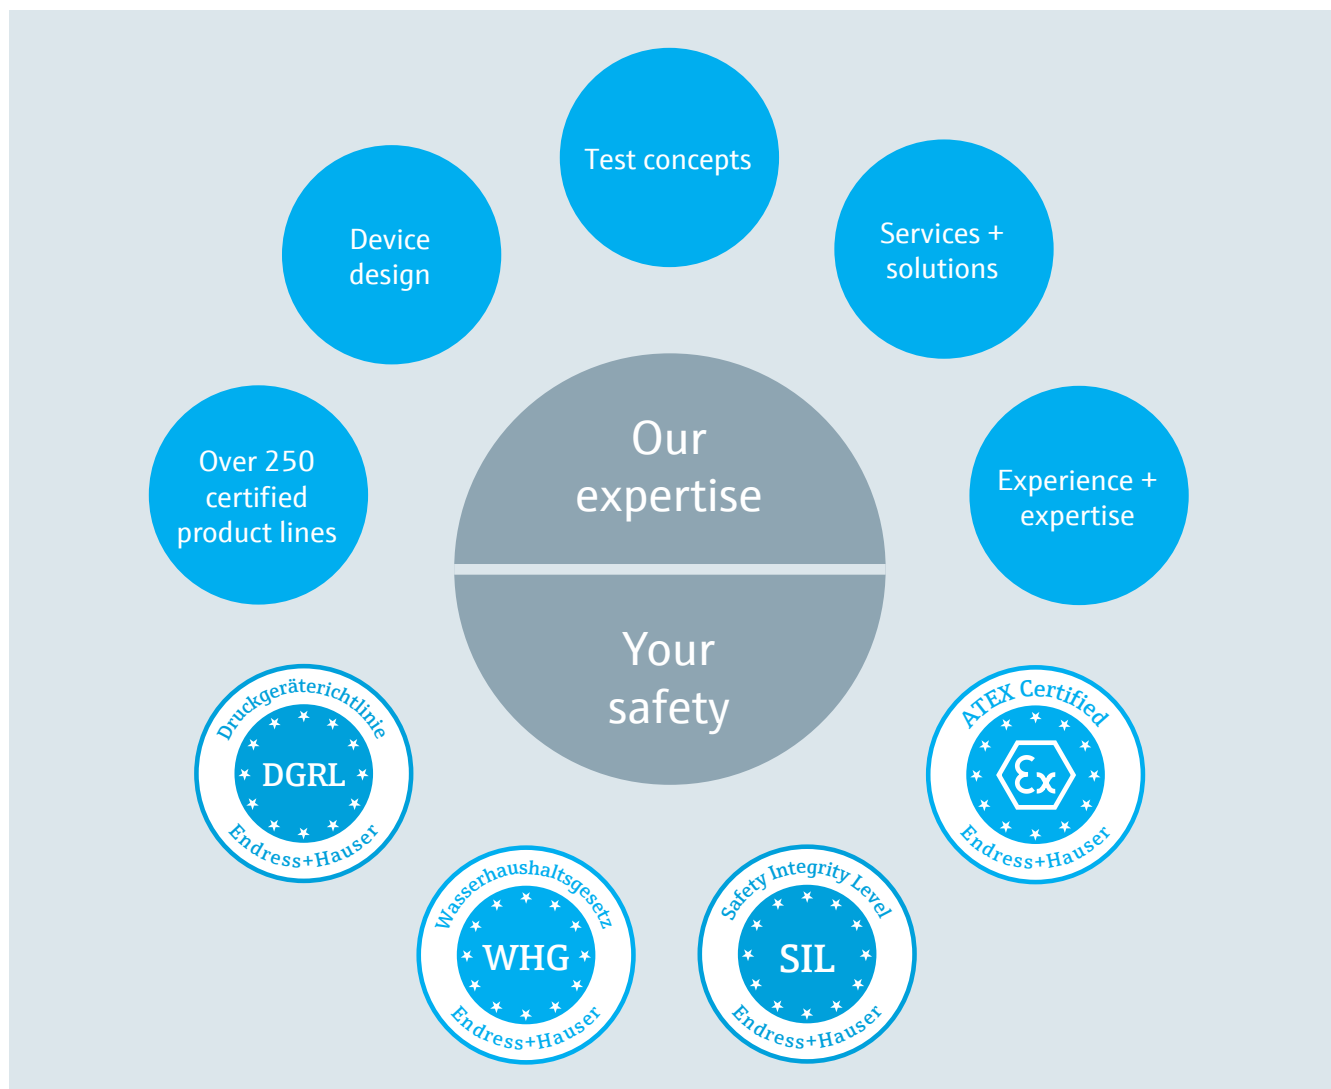 Test concepts
Device
design
Services +
solutions
Over 250
certified
product lines
Our
expertise
Experience +
expertise
Your
safety
Druckgeräterichtlinie
DGRL
Endress+Hauser
ATEX Certified
Ex
Endress+Hauser
Wasserhaushaltsgesetz
WHG
Endress+Hauser
Safety Integrity Level
SIL
Endress+Hauser